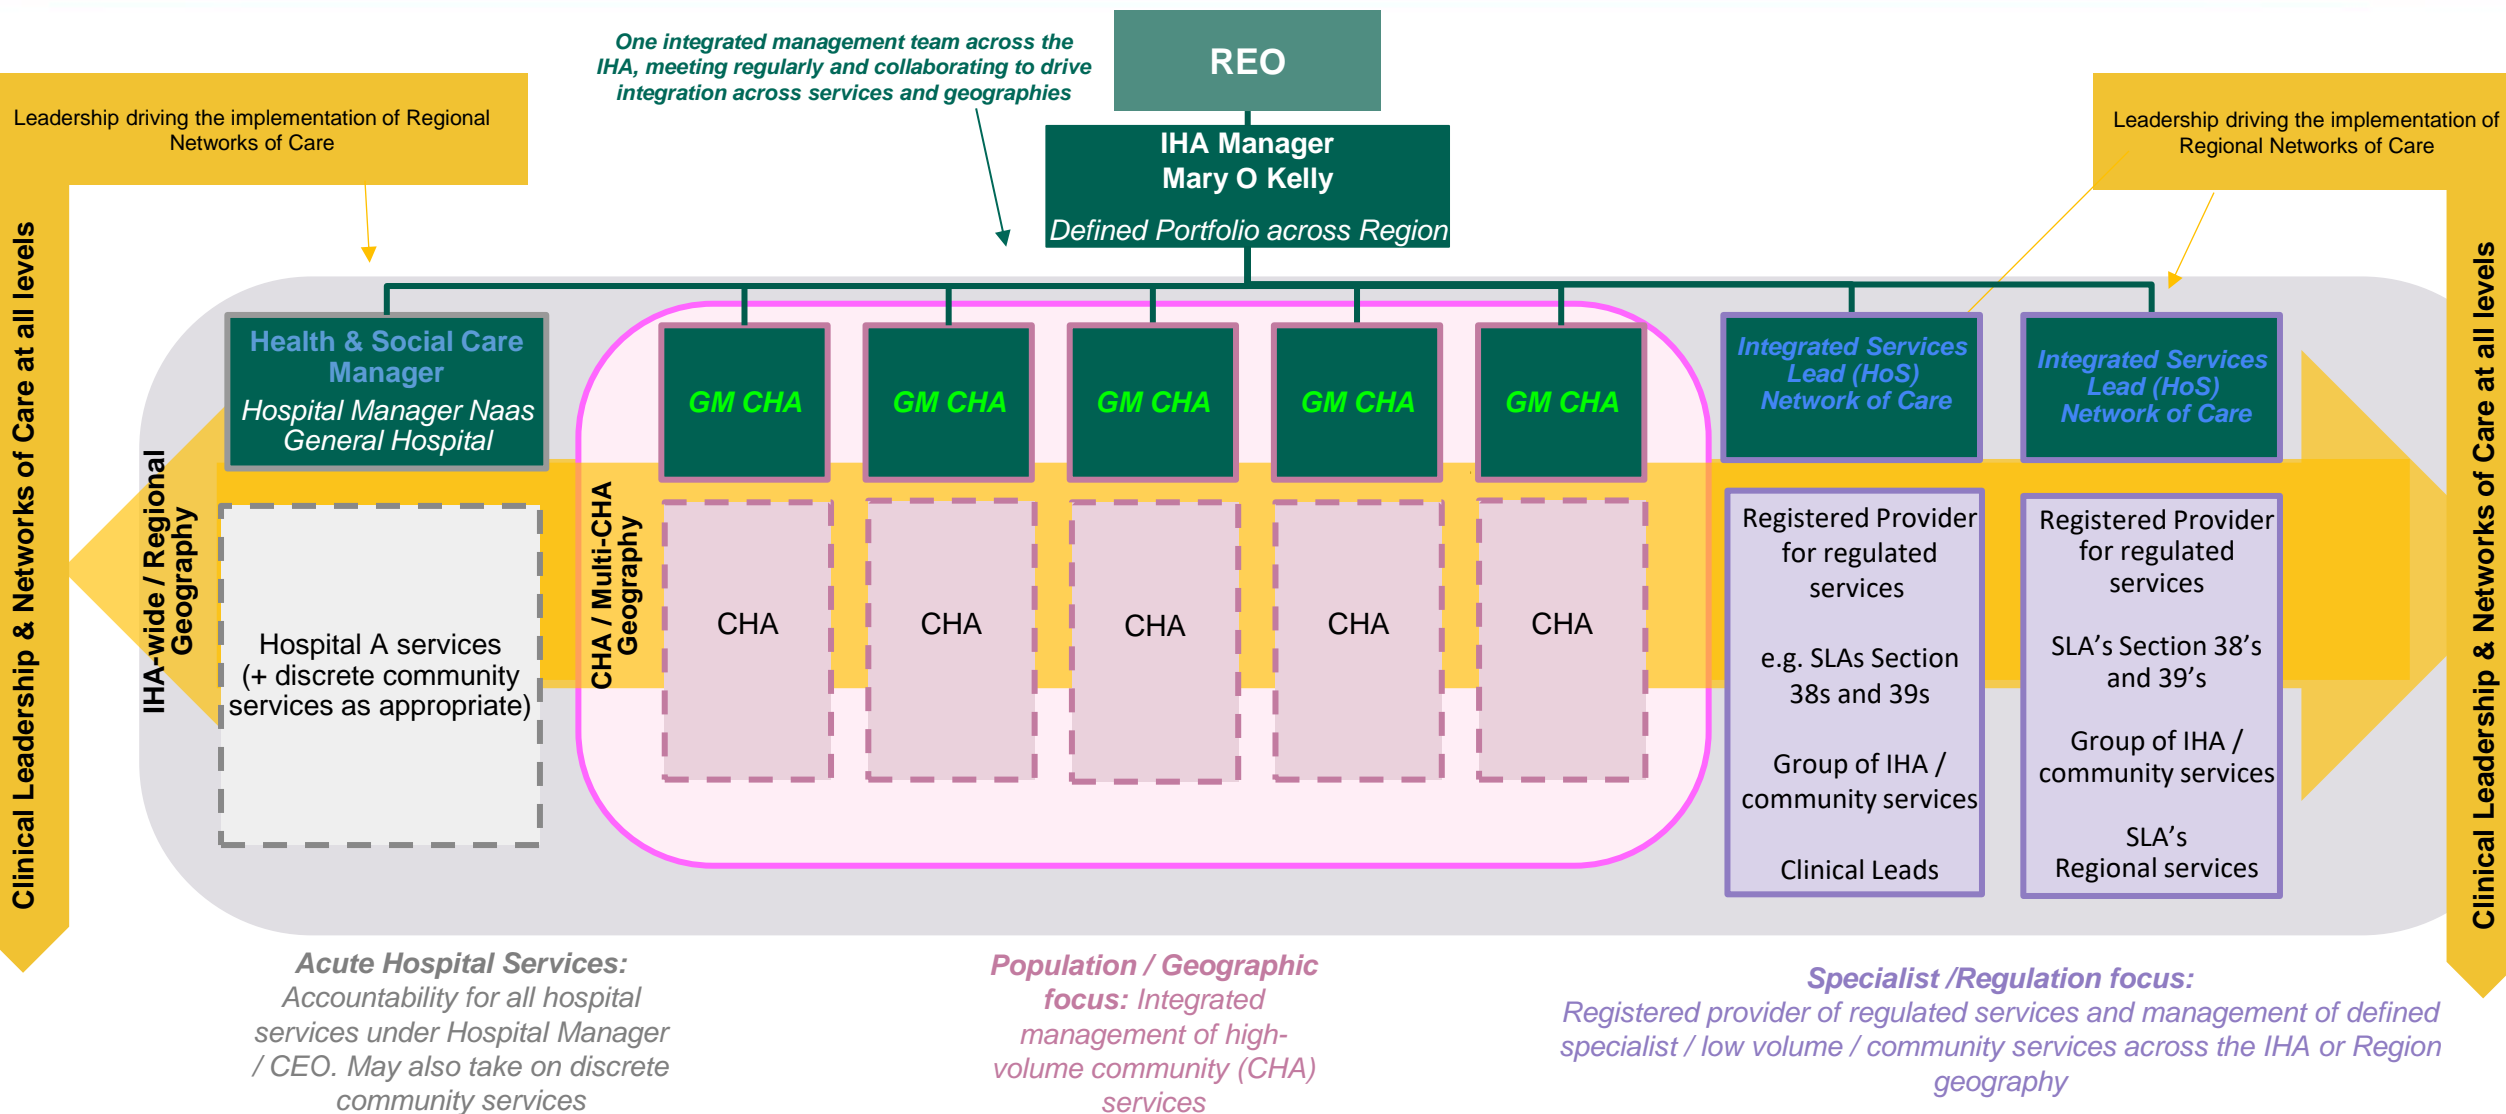 One integrated management team across the
IHA, meeting regularly and collaborating to drive
integration across services and geographies
REO
IHA Manager
Mary O Kelly
Defined Portfolio across Region
Leadership driving the implementation of Regional
Networks of Care
Leadership driving the implementation of
Regional Networks of Care
Clinical Leadership & Networks of Care at all levels
IHA-wide / Regional
Geography
Health & Social Care
Manager
Hospital Manager Naas
General Hospital
Hospital A services
(+ discrete community
services as appropriate)
CHA / Multi-CHA
Geography
GM CHA
GM CHA
GM CHA
GM CHA
GM CHA
CHA
CHA
CHA
CHA
CHA
Integrated Services
Lead (HoS)
Network of Care
Registered Provider
for regulated
services
e.g. SLAs Section
38s and 39s
Group of IHA /
community services
Clinical Leads
Integrated Services
Lead (HoS)
Network of Care
Registered Provider
for regulated
services
SLA’s Section 38’s
and 39’s
Group of IHA /
community services
SLA’s
Regional services
Clinical Leadership & Networks of Care at all levels
Acute Hospital Services:
Accountability for all hospital
services under Hospital Manager
/ CEO. May also take on discrete
community services
Population / Geographic
focus: Integrated
management of high-
volume community (CHA)
services
Specialist /Regulation focus:
Registered provider of regulated services and management of defined
specialist / low volume / community services across the IHA or Region
geography